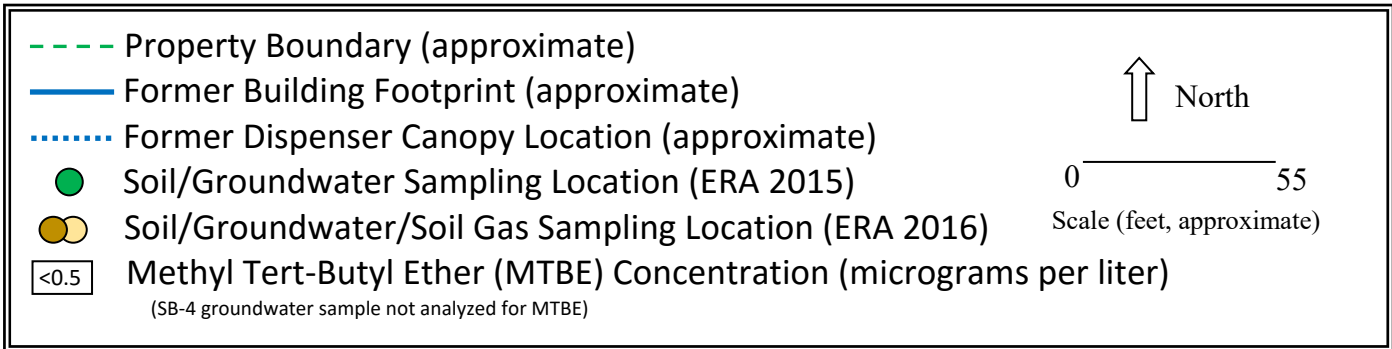 Property Boundary (approximate)
Former Building Footprint (approximate)
North
Former Dispenser Canopy Location (approximate)
Soil/Groundwater Sampling Location (ERA 2015)
0 55
Soil/Groundwater/Soil Gas Sampling Location (ERA 2016)
Scale (feet, approximate)
<0.5 Methyl Tert-Butyl Ether (MTBE) Concentration (micrograms per liter)
(SB-4 groundwater sample not analyzed for MTBE)